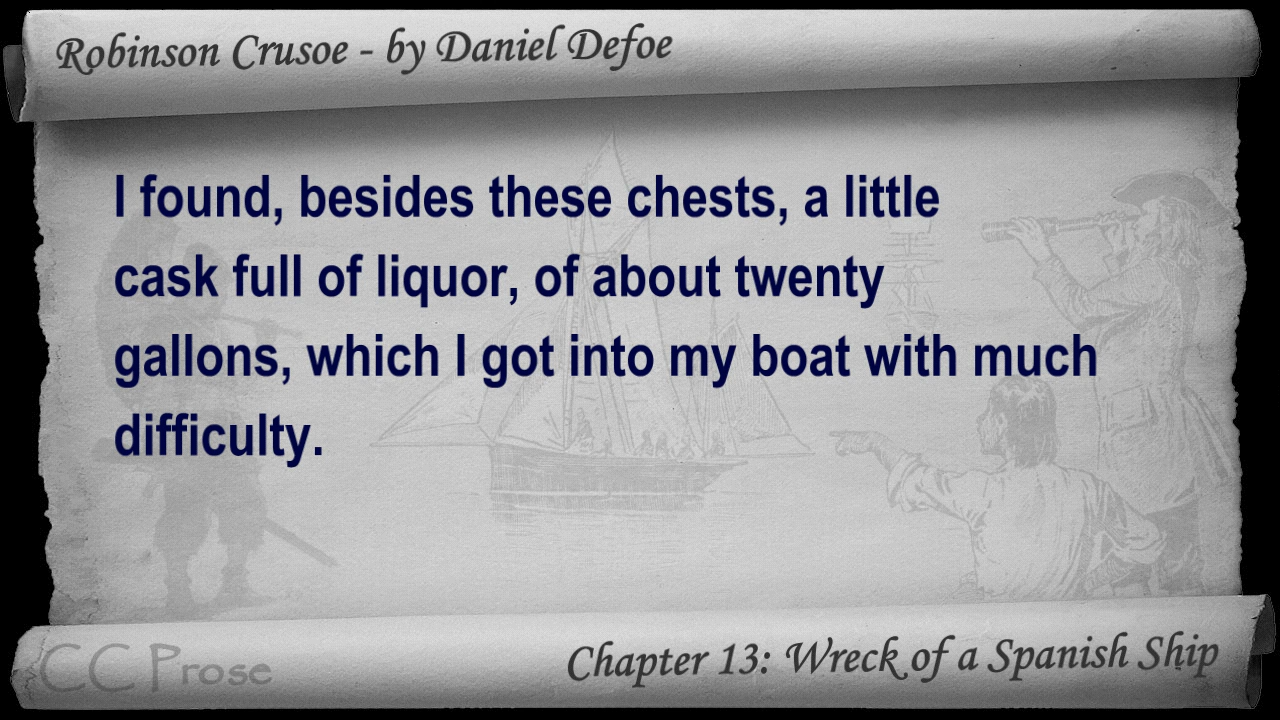 Robinson Crusoe - by Daniel Defoe
I found, besides these chests, a little
cask full of liquor, of about twenty
gallons, which I got into my boat with much
difficulty.
CC Prose
Chapter 13: Wreck of a Spanish Ship